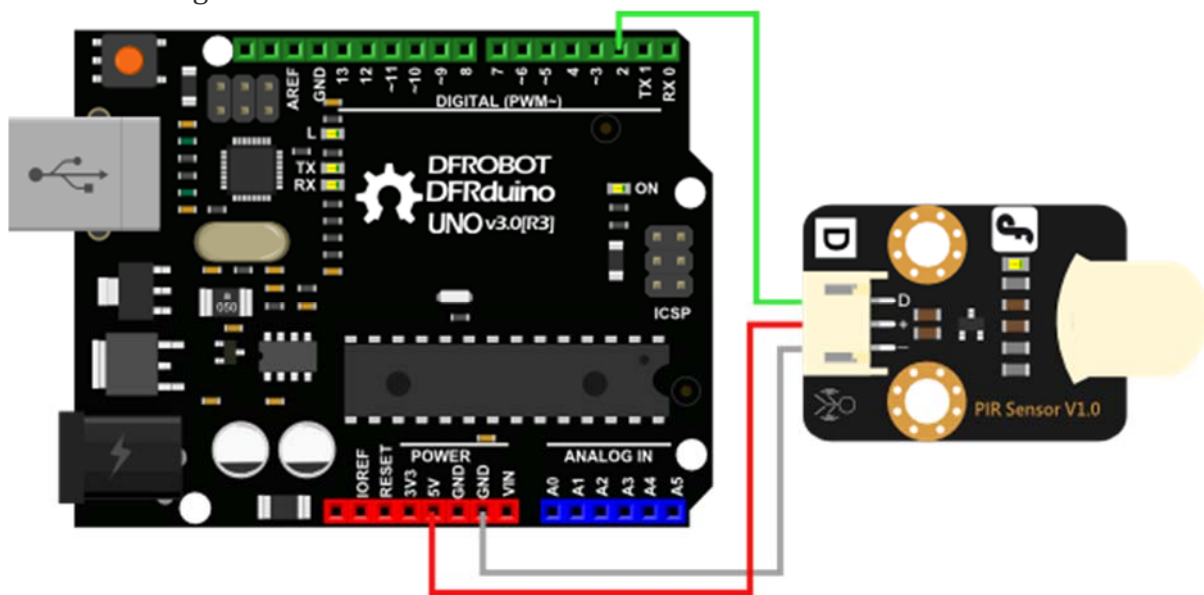 g
AREF
GND
13
12
~11
~10
~9
8
7
~6
~5
4
~3
2
TX 1
RX 0
DIGITAL (PWM~)
L
TX
RX
DFROBOT
DFRduino
UNO v3.0[R3]
ON
ICSP
050
POWER
ANALOG IN
IOREF
RESET
3V3
5V
GND
GND
VIN
A0
A1
A2
A3
A4
A5
D
D
+
−
PIR Sensor V1.0